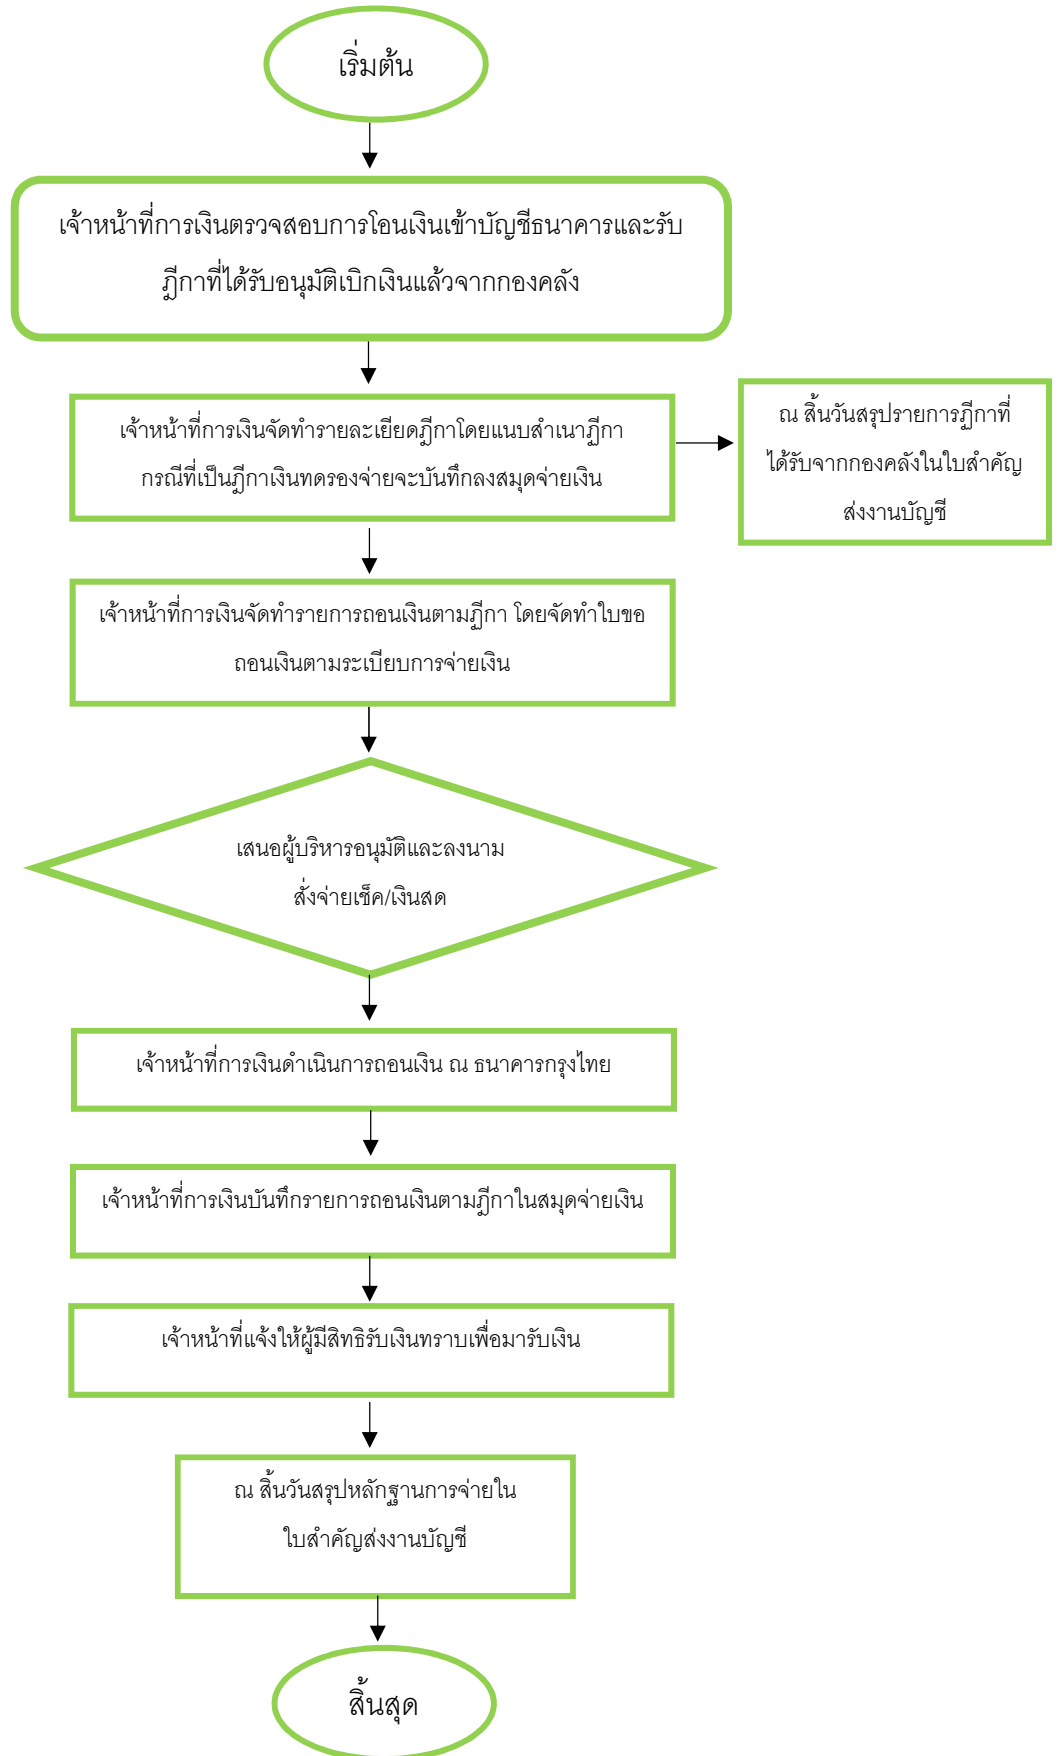 เริ่มต้น
เจ้าหน้าที่การเงินตรวจสอบการโอนเงินเข้าบัญชีธนาคารและรับ
ฎีกาที่ได้รับอนุมัติเบิกเงินแล้วจากกองคลัง
เจ้าหน้าที่การเงินจัดทำรายละเอียดฎีกาโดยแนบสำเนาฎีกา
กรณีที่เป็นฎีกาเงินทดรองจ่ายจะบันทึกลงสมุดจ่ายเงิน
ณ สิ้นวันสรุปรายการฎีกาที่
ได้รับจากกองคลังในใบสำคัญ
ส่งงานบัญชี
เจ้าหน้าที่การเงินจัดทำรายการถอนเงินตามฎีกา โดยจัดทำใบขอ
ถอนเงินตามระเบียบการจ่ายเงิน
เสนอผู้บริหารอนุมัติและลงนาม
สั่งจ่ายเช็ค/เงินสด
เจ้าหน้าที่การเงินดำเนินการถอนเงิน ณ ธนาคารกรุงไทย
เจ้าหน้าที่การเงินบันทึกรายการถอนเงินตามฎีกาในสมุดจ่ายเงิน
เจ้าหน้าที่แจ้งให้ผู้มีสิทธิรับเงินทราบเพื่อมารับเงิน
ณ สิ้นวันสรุปหลักฐานการจ่ายใน
ใบสำคัญส่งงานบัญชี
สิ้นสุด